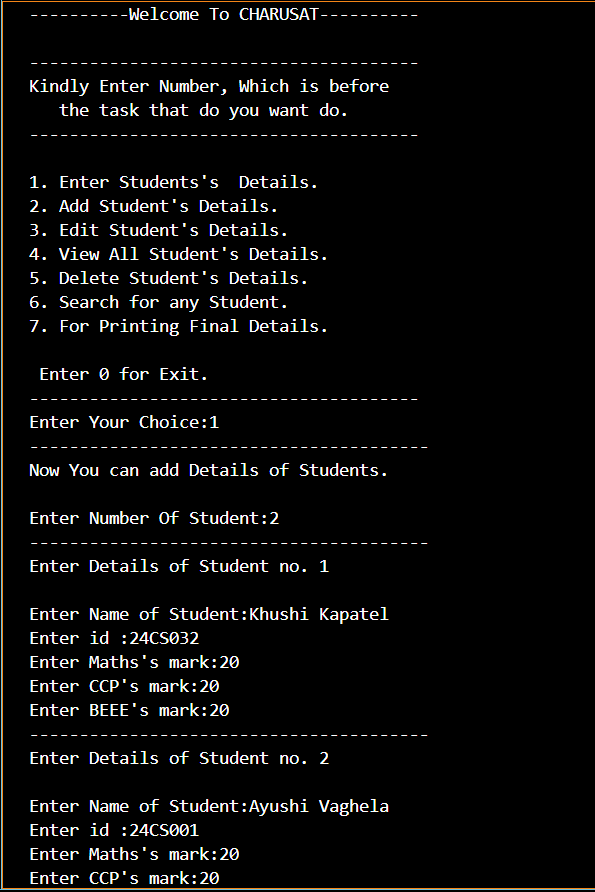 ----------Welcome To CHARUSAT----------
---------------------------------------
Kindly Enter Number, Which is before
the task that do you want do.
---------------------------------------
1. Enter Students's  Details.
2. Add Student's Details.
3. Edit Student's Details.
4. View All Student's Details.
5. Delete Student's Details.
6. Search for any Student.
7. For Printing Final Details.
Enter 0 for Exit.
---------------------------------------
Enter Your Choice:1
----------------------------------------
Now You can add Details of Students.
Enter Number Of Student:2
----------------------------------------
Enter Details of Student no. 1
Enter Name of Student:Khushi Kapatel
Enter id :24CS032
Enter Maths's mark:20
Enter CCP's mark:20
Enter BEEE's mark:20
----------------------------------------
Enter Details of Student no. 2
Enter Name of Student:Ayushi Vaghela
Enter id :24CS001
Enter Maths's mark:20
Enter CCP's mark:20